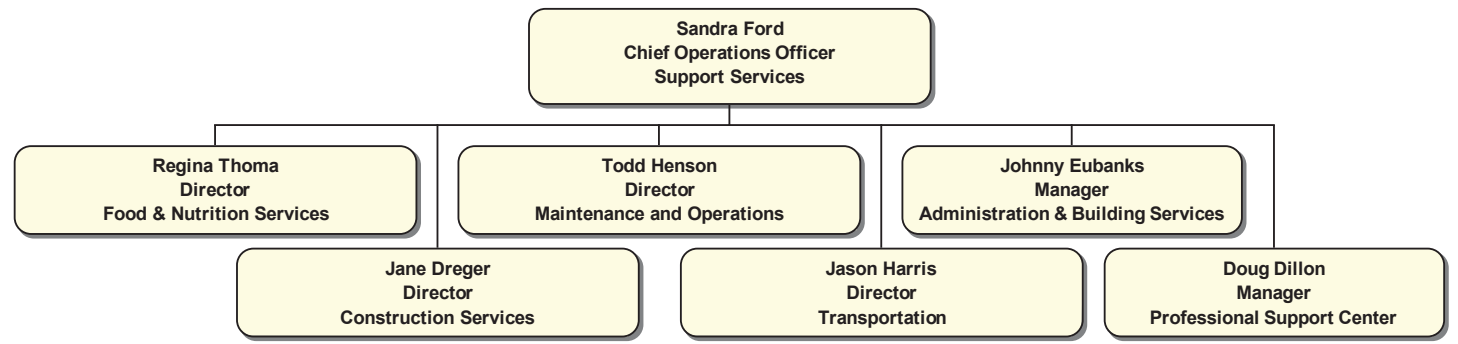 Sandra Ford
Chief Operations Officer
Support Services
Regina Thoma
Director
Food & Nutrition Services
Todd Henson
Director
Maintenance and Operations
Johnny Eubanks
Manager
Administration & Building Services
Jane Dreger
Director
Construction Services
Jason Harris
Director
Transportation
Doug Dillon
Manager
Professional Support Center